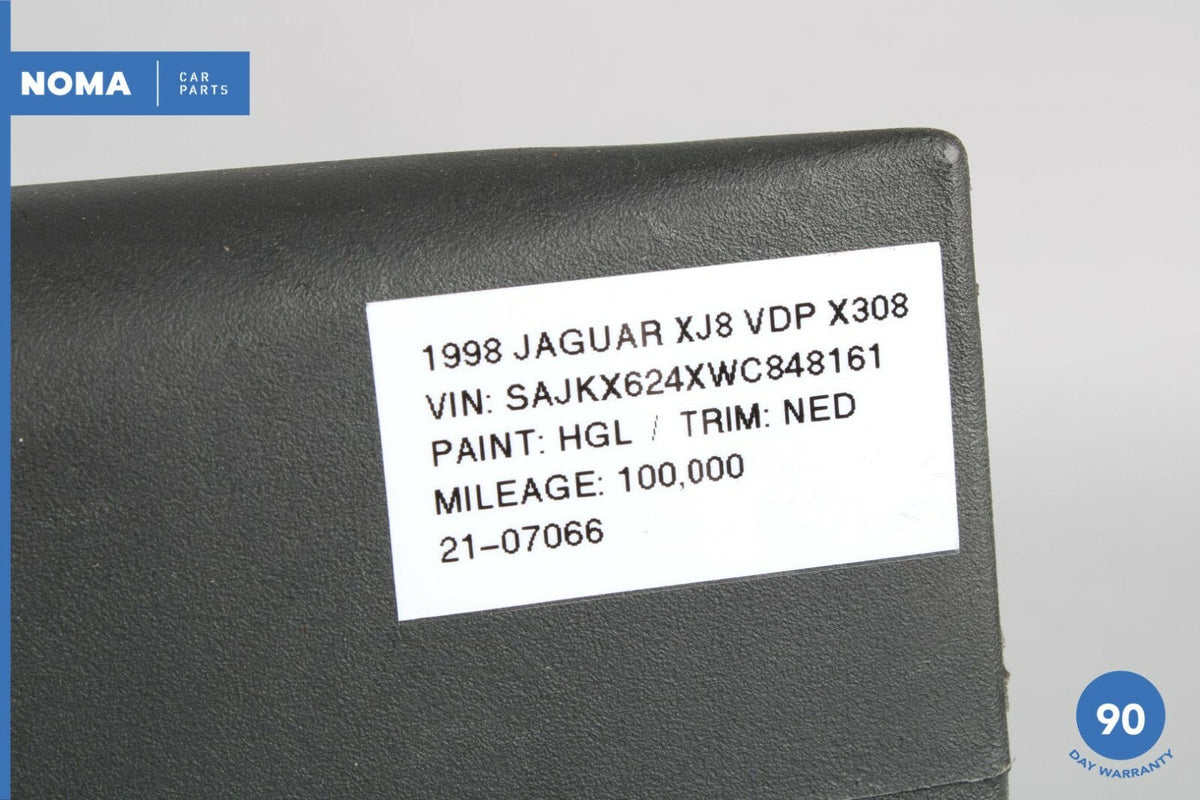 NOMA
CAR
PARTS
1998 JAGUAR XJ8 VDP X308
VIN: SAJKX624XWC848161
PAINT: HGL / TRIM: NED
MILEAGE: 100,000
21-07066
90
DAY WARRANTY